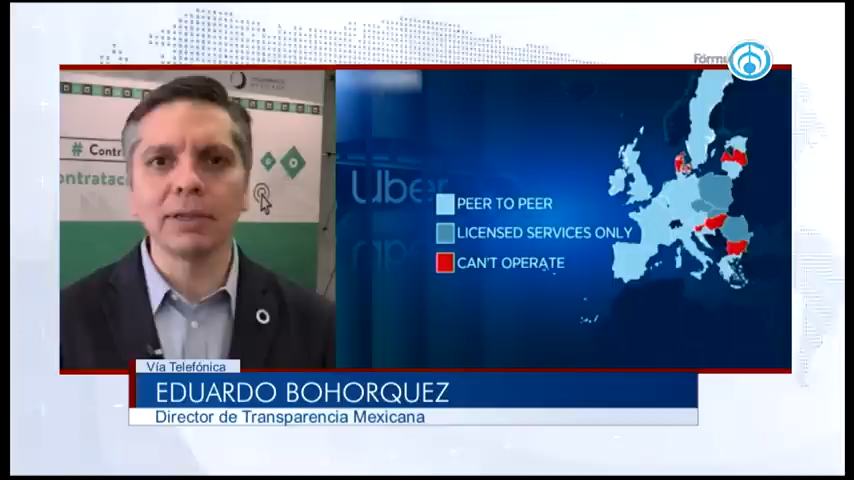 Fórmu
# Contr
ontratac
Uber
PEER TO PEER
LICENSED SERVICES ONLY
CAN'T OPERATE
Vía Telefónica
EDUARDO BOHORQUEZ
Director de Transparencia Mexicana